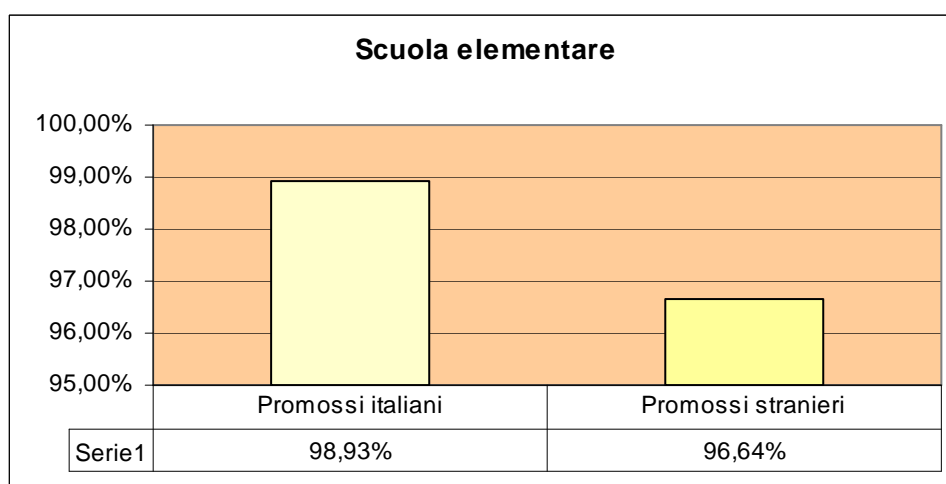 Scuola elementare
100,00%
99,00%
98,00%
97,00%
96,00%
95,00%
Promossi italiani Promossi stranieri
Serie1 98,93% 96,64%